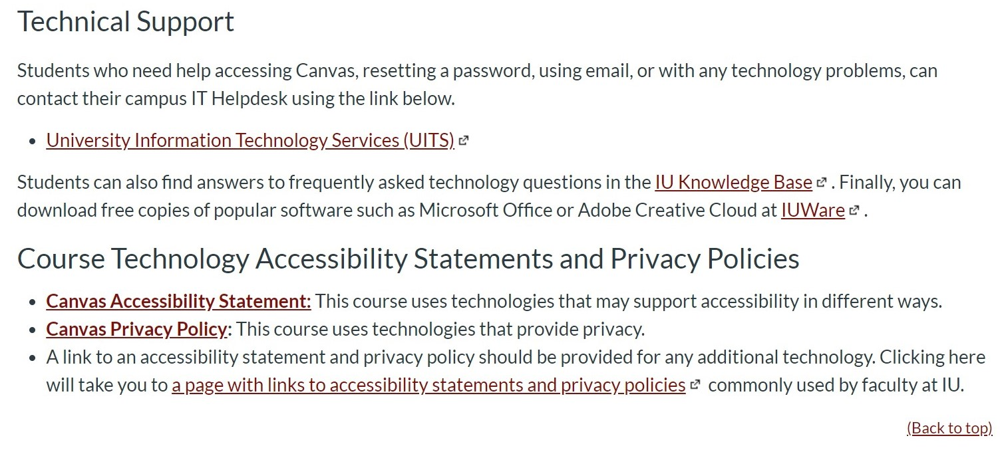 Technical Support
Students who need help accessing Canvas, resetting a password, using email, or with any technology problems, can
contact their campus IT Helpdesk using the link below.
• University Information Technology Services (UITS)
Students can also find answers to frequently asked technology questions in the IU Knowledge Base . Finally, you can
download free copies of popular software such as Microsoft Office or Adobe Creative Cloud at IUWare .
Course Technology Accessibility Statements and Privacy Policies
• Canvas Accessibility Statement: This course uses technologies that may support accessibility in different ways.
• Canvas Privacy Policy: This course uses technologies that provide privacy.
• A link to an accessibility statement and privacy policy should be provided for any additional technology. Clicking here
will take you to a page with links to accessibility statements and privacy policies commonly used by faculty at IU.
(Back to top)